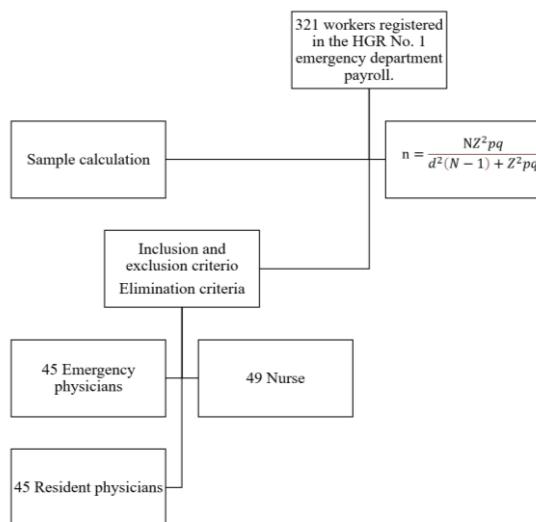 321 workers registered
in the HGR No. 1
emergency department
payroll.
Sample calculation
n = NZ²pq / d²(N − 1) + Z²pq
Inclusion and
exclusion criterio
Elimination criteria
45 Emergency
physicians
49 Nurse
45 Resident physicians